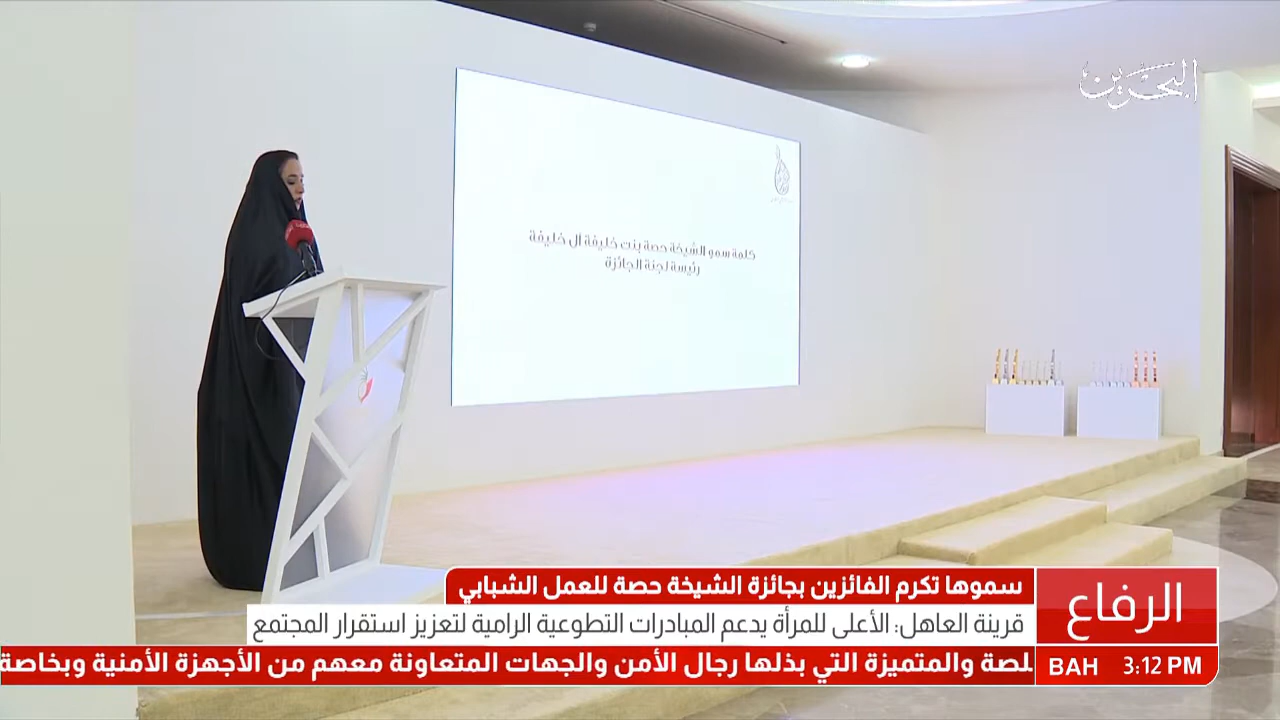 البحرين
كلمة سمو الشيخة حصة بنت خليفة آل خليفة
رئيسة لجنة الجائزة
الرفاع
سموها تكرم الفائزين بجائزة الشيخة حصة للعمل الشبابي
قرينة العاهل: الأعلى للمرأة يدعم المبادرات التطوعية الرامية لتعزيز استقرار المجتمع
BAH 3:12 PM
لصة والمتميزة التي بذلها رجال الأمن والجهات المتعاونة معهم من الأجهزة الأمنية وبخاصة